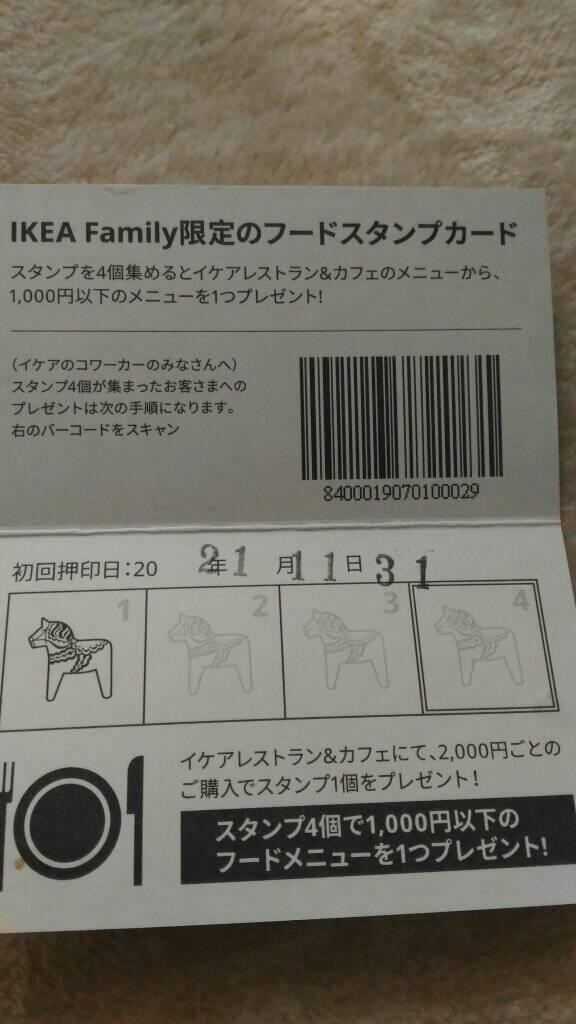 IKEA Family限定のフードスタンプカード
スタンプを4個集めるとイケアレストラン&カフェのメニューから、
1,000円以下のメニューを1つプレゼント!
(イケアのコワーカーのみなさんへ)
スタンプ4個が集まったお客さまへの
プレゼントは次の手順になります。
右のバーコードをスキャン
8400019070100029
初回押印日:20 2年1 月11日31
1 2 3 4
イケアレストラン&カフェにて、2,000円ごとの
ご購入でスタンプ1個をプレゼント!
スタンプ4個で1,000円以下の
フードメニューを1つプレゼント!